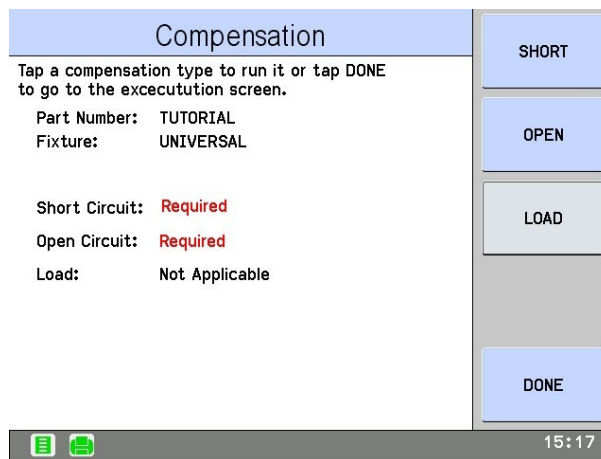 Compensation
Tap a compensation type to run it or tap DONE
to go to the excecutution screen.
Part Number: TUTORIAL
Fixture: UNIVERSAL
Short Circuit: Required
Open Circuit: Required
Load: Not Applicable
SHORT
OPEN
LOAD
DONE
15:17